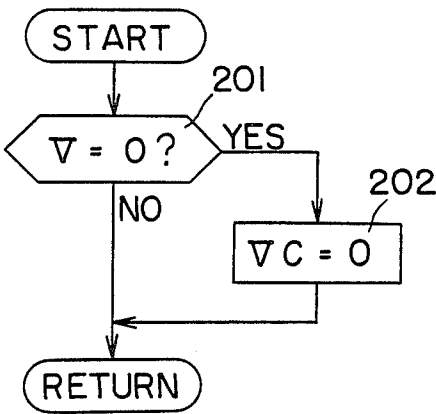 START
201
V = 0?
YES
NO
202
VC = 0
RETURN